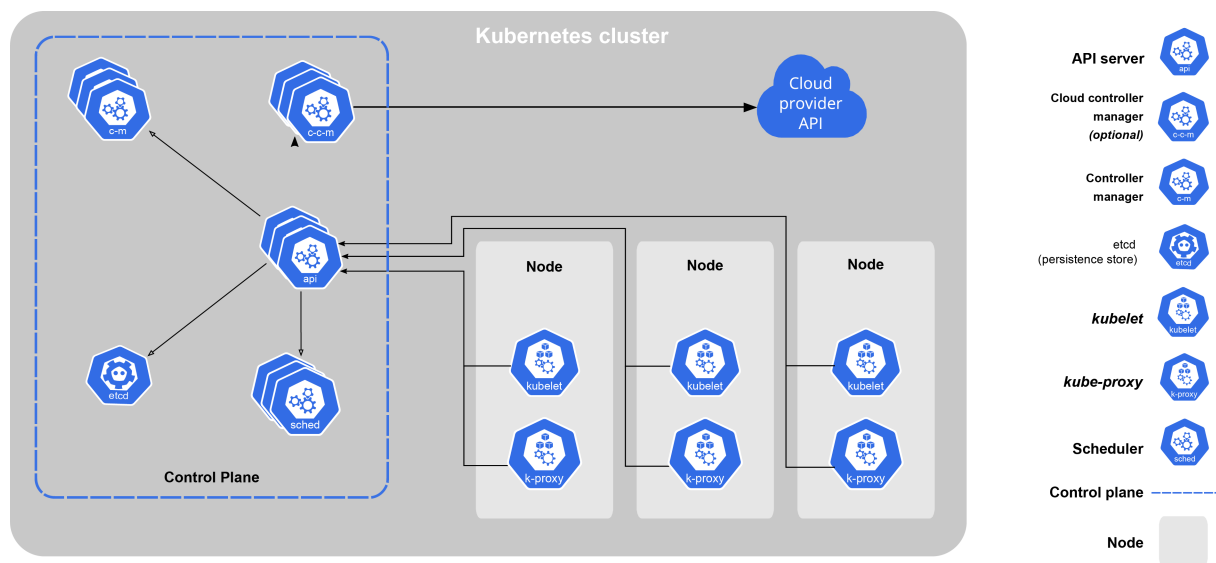 Kubernetes cluster
c-m
c-c-m
Cloud
provider
API
api
etcd
sched
Control Plane
Node
kubelet
k-proxy
Node
kubelet
k-proxy
Node
kubelet
k-proxy
API server
api
Cloud controller
manager
(optional)
c-c-m
Controller
manager
c-m
etcd
(persistence store)
etcd
kubelet
kubelet
kube-proxy
k-proxy
Scheduler
sched
Control plane
Node